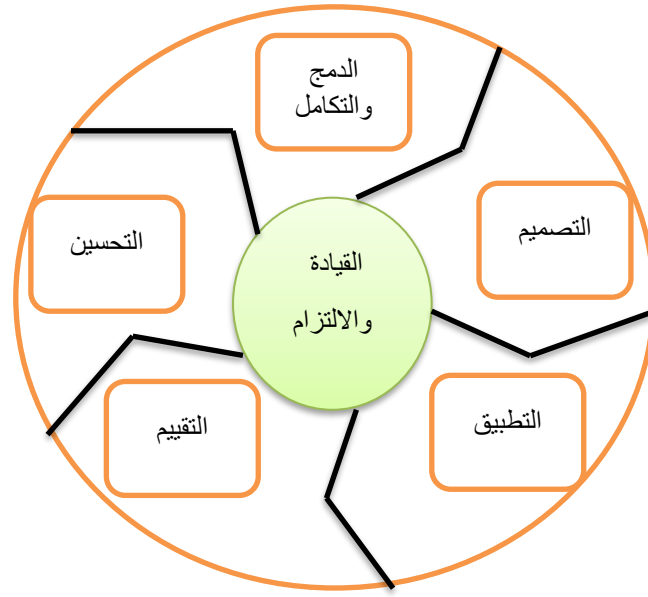 الدمج
والتكامل
التصميم
التطبيق
التقييم
التحسين
القيادة
والالتزام